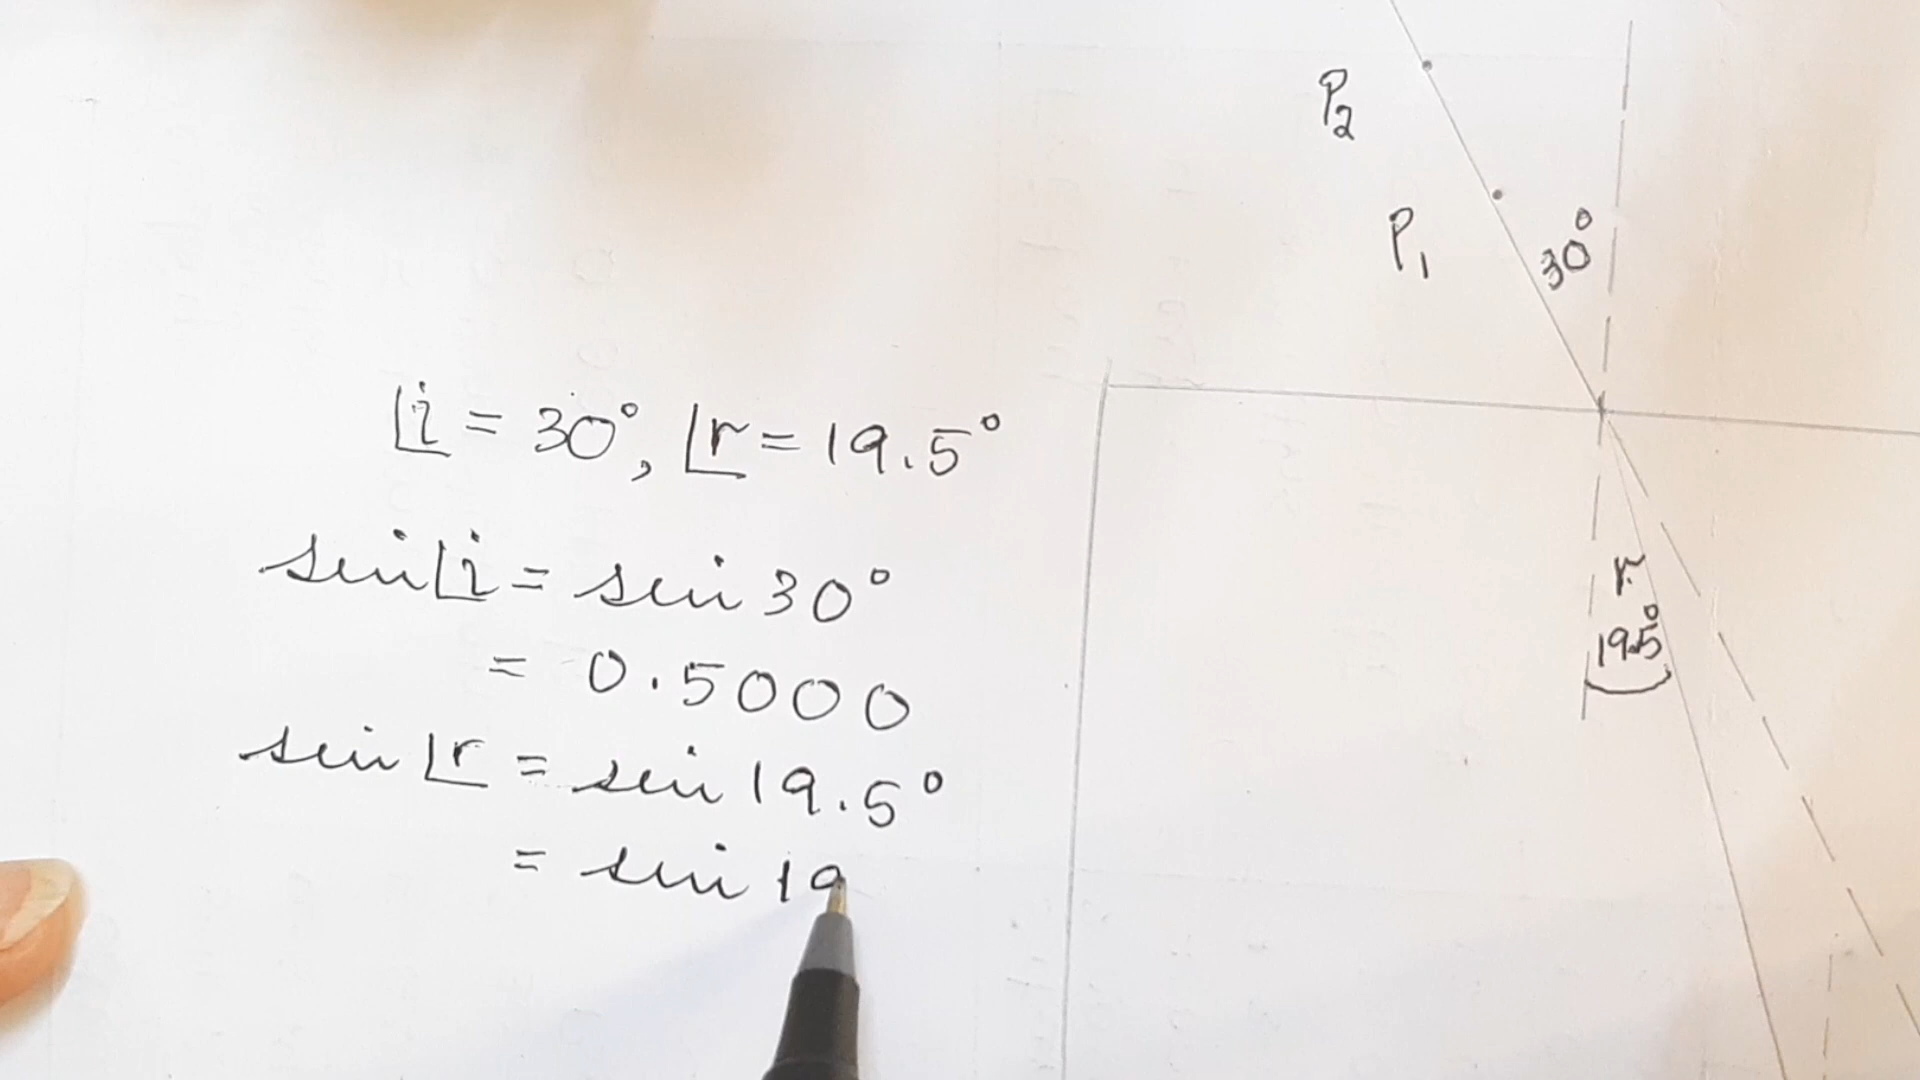 ∠i = 30°, ∠r = 19.5°
sin∠i = sin 30°
= 0.5000
sin ∠r = sin 19.5°
= sin 19
P2
P1
30°
r
19.5°